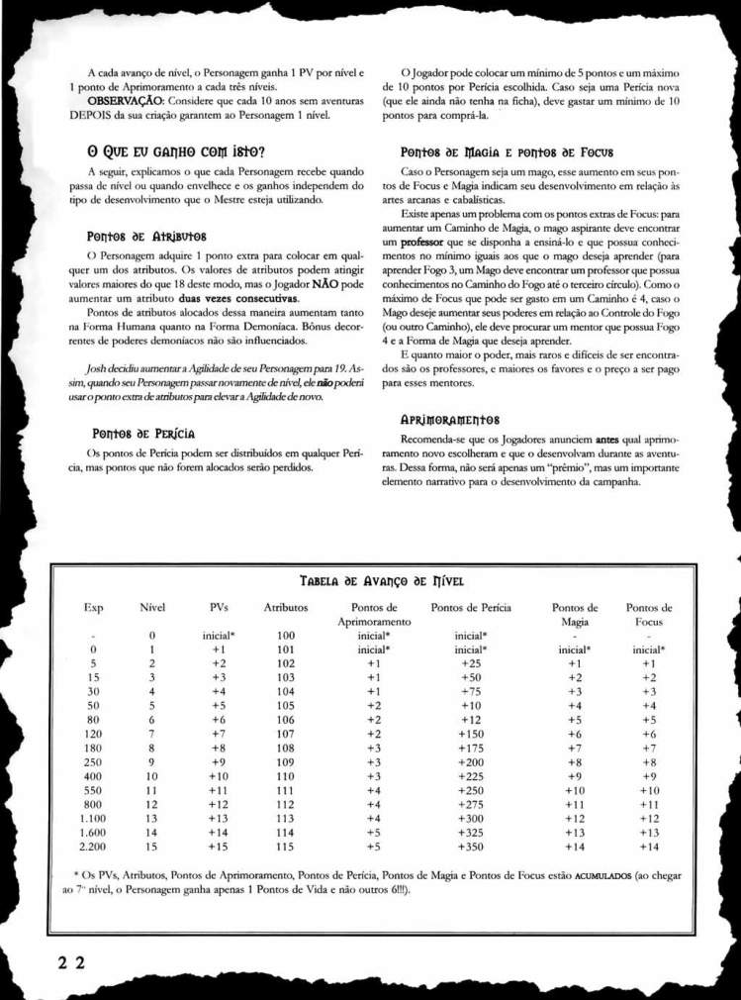 A cada avanço de nível, o Personagem ganha 1 PV por nível e
1 ponto de Aprimoramento a cada três níveis.
OBSERVAÇÃO: Considere que cada 10 anos sem aventuras
DEPOIS da sua criação garantem ao Personagem 1 nível.
O QUE EU GANHO COM ISTO?
A seguir, explicamos o que cada Personagem recebe quando
passa de nível ou quando envelhece e os ganhos independem do
tipo de desenvolvimento que o Mestre esteja utilizando.
PONTOS DE ATRIBUTOS
O Personagem adquire 1 ponto extra para colocar em qual-
quer um dos atributos. Os valores de atributos podem atingir
valores maiores do que 18 deste modo, mas o Jogador NÃO pode
aumentar um atributo duas vezes consecutivas.
Pontos de atributos alocados dessa maneira aumentam tanto
na Forma Humana quanto na Forma Demoníaca. Bônus decor-
rentes de poderes demoníacos não são influenciados.
Josh decidiu aumentar a Agilidade de seu Personagem para 19. As-
sim, quando seu Personagem passar novamente de nível, ele não poderá
usar o ponto extra de atributos para elevar a Agilidade de novo.
PONTOS DE PERÍCIA
Os pontos de Perícia podem ser distribuídos em qualquer Perí-
cia, mas pontos que não forem alocados serão perdidos.
O Jogador pode colocar um mínimo de 5 pontos e um máximo
de 10 pontos por Perícia escolhida. Caso seja uma Perícia nova
(que ele ainda não tenha na ficha), deve gastar um mínimo de 10
pontos para comprá-la.
PONTOS DE MAGIA E PONTOS DE FOCUS
Caso o Personagem seja um mago, esse aumento em seus pon-
tos de Focus e Magia indicam seu desenvolvimento em relação às
artes arcanas e cabalísticas.
Existe apenas um problema com os pontos extras de Focus: para
aumentar um Caminho de Magia, o mago aspirante deve encontrar
um professor que se disponha a ensiná-lo e que possua conheci-
mentos no mínimo iguais aos que o mago deseja aprender (para
aprender Fogo 3, um Mago deve encontrar um professor que possua
conhecimentos no Caminho do Fogo até o terceiro círculo). Como o
máximo de Focus que pode ser gasto em um Caminho é 4, caso o
Mago deseje aumentar seus poderes em relação ao Controle do Fogo
(ou outro Caminho), ele deve procurar um mentor que possua Fogo
4 e a Forma de Magia que deseja aprender.
E quanto maior o poder, mais raros e difíceis de ser encontra-
dos são os professores, e maiores os favores e o preço a ser pago
para esses mentores.
APRIMORAMENTOS
Recomenda-se que os Jogadores anunciem antes qual aprimo-
ramento novo escolheram e que o desenvolvam durante as aventu-
ras. Dessa forma, não será apenas um "prêmio", mas um importante
elemento narrativo para o desenvolvimento da campanha.
TABELA DE AVANÇO DE NÍVEL
Exp Nível PVs Atributos Pontos de Pontos de Perícia Pontos de Pontos de
Aprimoramento Magia Focus
- 0 inicial* 100 inicial* inicial* - -
0 1 +1 101 inicial* inicial* inicial* inicial*
5 2 +2 102 +1 +25 +1 +1
15 3 +3 103 +1 +50 +2 +2
30 4 +4 104 +1 +75 +3 +3
50 5 +5 105 +2 +10 +4 +4
80 6 +6 106 +2 +12 +5 +5
120 7 +7 107 +2 +150 +6 +6
180 8 +8 108 +3 +175 +7 +7
250 9 +9 109 +3 +200 +8 +8
400 10 +10 110 +3 +225 +9 +9
550 11 +11 111 +4 +250 +10 +10
800 12 +12 112 +4 +275 +11 +11
1.100 13 +13 113 +4 +300 +12 +12
1.600 14 +14 114 +5 +325 +13 +13
2.200 15 +15 115 +5 +350 +14 +14
* Os PVs, Atributos, Pontos de Aprimoramento, Pontos de Perícia, Pontos de Magia e Pontos de Focus estão ACUMULADOS (ao chegar
ao 7º nível, o Personagem ganha apenas 1 Pontos de Vida e não outros 6!!!).
2 2